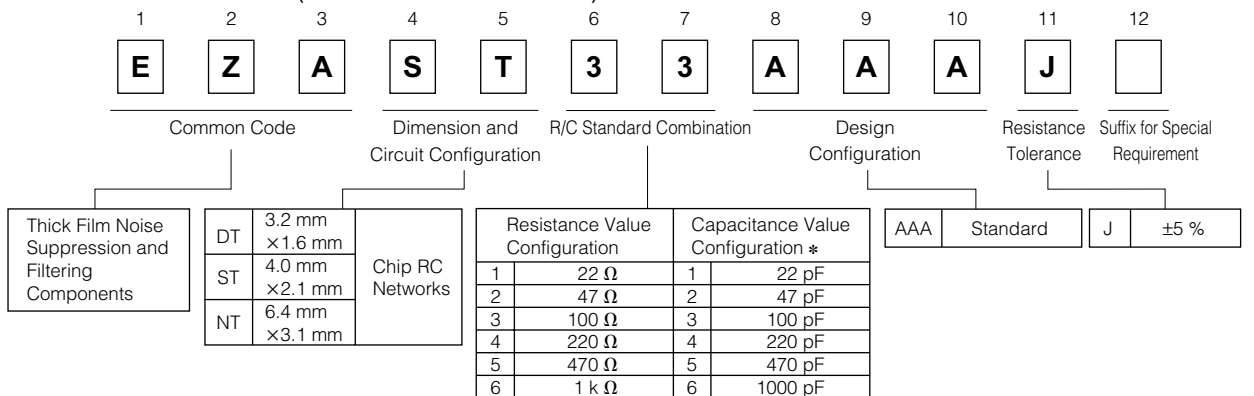 1 2 3 4 5 6 7 8 9 10 11 12
E Z A S T 3 3 A A A J
Common Code
Dimension and
Circuit Configuration
R/C Standard Combination
Design
Configuration
Resistance
Tolerance
Suffix for Special
Requirement
Thick Film Noise
Suppression and
Filtering
Components
DT 3.2 mm
×1.6 mm
ST 4.0 mm
×2.1 mm
NT 6.4 mm
×3.1 mm
Chip RC
Networks
Resistance Value
Configuration
Capacitance Value
Configuration *
1 22 Ω 1 22 pF
2 47 Ω 2 47 pF
3 100 Ω 3 100 pF
4 220 Ω 4 220 pF
5 470 Ω 5 470 pF
6 1 k Ω 6 1000 pF
AAA Standard
J ±5 %